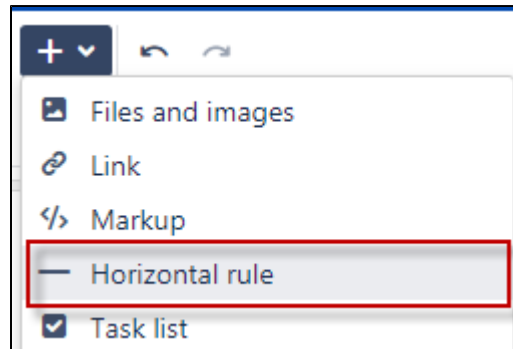 Files and images
Link
Markup
Horizontal rule
Task list